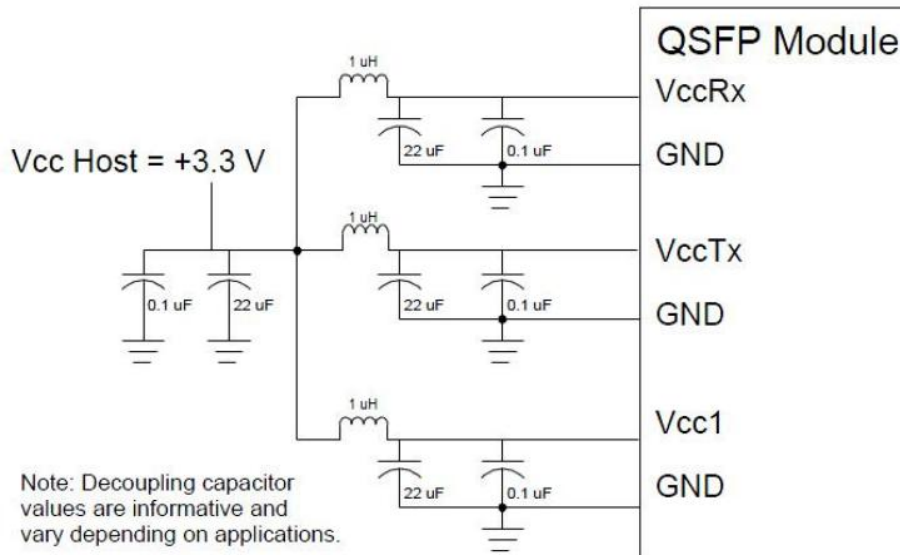 QSFP Module
1 uH
VccRx
22 uF
0.1 uF
GND
Vcc Host = +3.3 V
1 uH
VccTx
0.1 uF
22 uF
22 uF
0.1 uF
GND
1 uH
Vcc1
22 uF
0.1 uF
GND
Note: Decoupling capacitor
values are informative and
vary depending on applications.